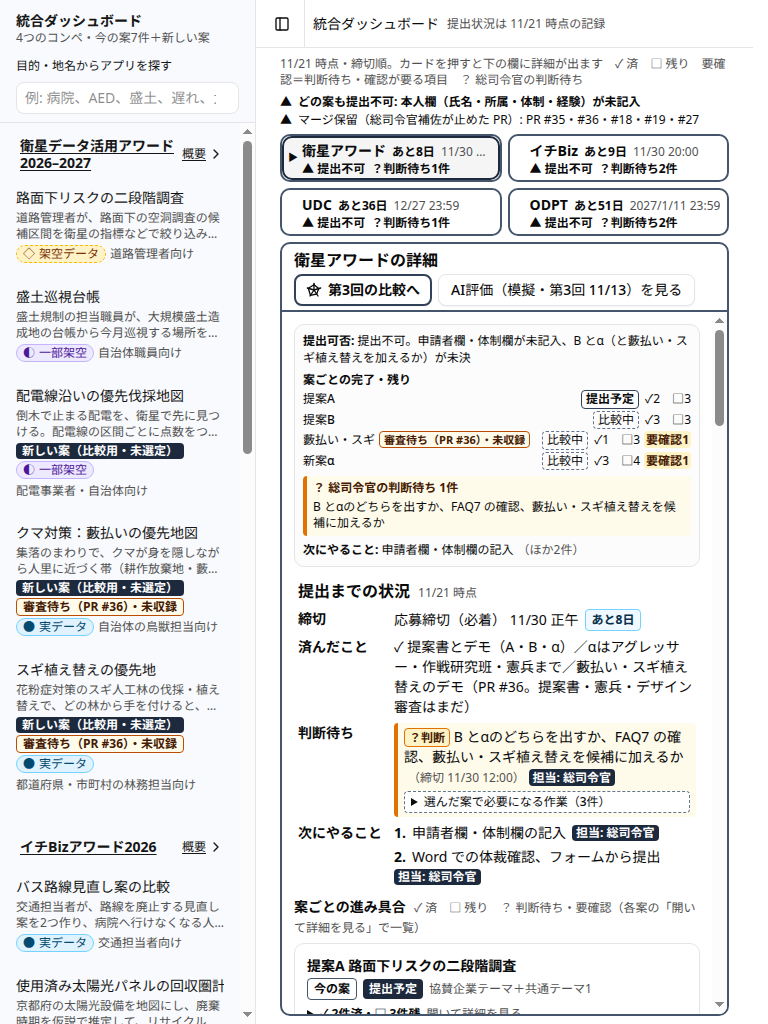 統合ダッシュボード
4つのコンペ・今の案7件＋新しい案
目的・地名からアプリを探す
例: 病院、AED、盛土、遅れ、
衛星データ活用アワード
2026–2027
概要
路面下リスクの二段階調査
道路管理者が、路面下の空洞調査の候
補区間を衛星の指標などで絞り込み…
◇ 架空データ 道路管理者向け
盛土巡視台帳
盛土規制の担当職員が、大規模盛土造
成地の台帳から今月巡視する場所を…
◐ 一部架空 自治体職員向け
配電線沿いの優先伐採地図
倒木で止まる配電を、衛星で先に見つ
ける。配電線の区間ごとに点数をつ…
新しい案（比較用・未選定）
◐ 一部架空
配電事業者・自治体向け
クマ対策：藪払いの優先地図
集落のまわりで、クマが身を隠しなが
ら人里に近づく帯（耕作放棄地・藪…
新しい案（比較用・未選定）
審査待ち（PR #36）・未収録
● 実データ 自治体の鳥獣担当向け
スギ植え替えの優先地
花粉症対策のスギ人工林の伐採・植え
替えで、どの林から手を付けると、…
新しい案（比較用・未選定）
審査待ち（PR #36）・未収録
● 実データ
都道府県・市町村の林務担当向け
イチBizアワード2026
概要
バス路線見直し案の比較
交通担当者が、路線を廃止する見直し
案を2つ作り、病院へ行けなくなる人…
● 実データ 交通担当者向け
使用済み太陽光パネルの回収圏計
京都府の太陽光設備を地図にし、廃棄
時期を仮説で推定して、リサイクル
統合ダッシュボード 提出状況は 11/21 時点の記録
11/21 時点・締切順。カードを押すと下の欄に詳細が出ます ✓ 済 □ 残り 要確
認＝判断待ち・確認が要る項目 ？ 総司令官の判断待ち
▲ どの案も提出不可: 本人欄（氏名・所属・体制・経験）が未記入
▲ マージ保留（総司令官補佐が止めた PR）: PR #35・#36・#18・#19・#27
▶ 衛星アワード あと8日 11/30 …
▲ 提出不可 ？判断待ち1件
イチBiz あと9日 11/30 20:00
▲ 提出不可 ？判断待ち1件
UDC あと36日 12/27 23:59
▲ 提出不可 ？判断待ち1件
ODPT あと51日 2027/1/11 23:59
▲ 提出不可 ？判断待ち2件
衛星アワードの詳細
第3回の比較へ
AI評価（模擬・第3回 11/13）を見る
提出可否: 提出不可。申請者欄・体制欄が未記入、B とα（と藪払い・ス
ギ植え替えを加えるか）が未決
案ごとの完了・残り
提案A 提出予定 ✓2 □3
提案B 比較中 ✓3 □3
藪払い・スギ 審査待ち（PR #36）・未収録 比較中 ✓1 □3 要確認1
新案α 比較中 ✓3 □4 要確認1
？ 総司令官の判断待ち 1件
B とαのどちらを出すか、FAQ7 の確認、藪払い・スギ植え替えを候
補に加えるか
次にやること: 申請者欄・体制欄の記入 （ほか2件）
提出までの状況 11/21 時点
締切 応募締切（必着） 11/30 正午 あと8日
済んだこと ✓ 提案書とデモ（A・B・α）／αはアグレッサ
ー・作戦研究班・憲兵まで／藪払い・スギ植え
替えのデモ（PR #36。提案書・憲兵・デザイン
審査はまだ）
判断待ち ？判断 B とαのどちらを出すか、FAQ7 の確
認、藪払い・スギ植え替えを候補に加えるか
（締切 11/30 12:00） 担当: 総司令官
▶ 選んだ案で必要になる作業（3件）
次にやること 1. 申請者欄・体制欄の記入 担当: 総司令官
2. Word での体裁確認、フォームから提出
担当: 総司令官
案ごとの進み具合 ✓ 済 □ 残り ？ 判断待ち・要確認（各案の「開い
て詳細を見る」で一覧）
提案A 路面下リスクの二段階調査
今の案 提出予定 協賛企業テーマ＋共通テーマ1
▶ ✓ 2件済・□ 3件残 開いて詳細を見る